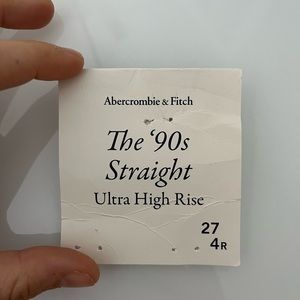 Abercrombie & Fitch
The ‘90s
Straight
Ultra High Rise
27
4R